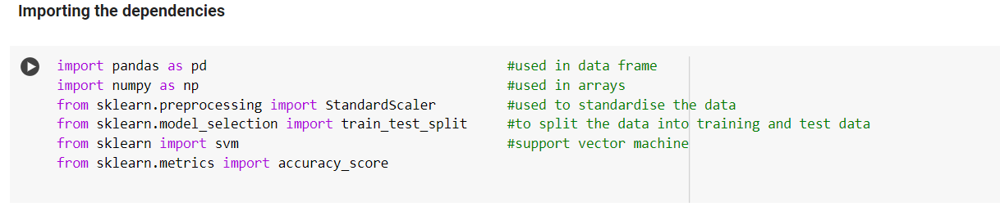 Importing the dependencies
import pandas as pd #used in data frame
import numpy as np #used in arrays
from sklearn.preprocessing import StandardScaler #used to standardise the data
from sklearn.model_selection import train_test_split #to split the data into training and test data
from sklearn import svm #support vector machine
from sklearn.metrics import accuracy_score